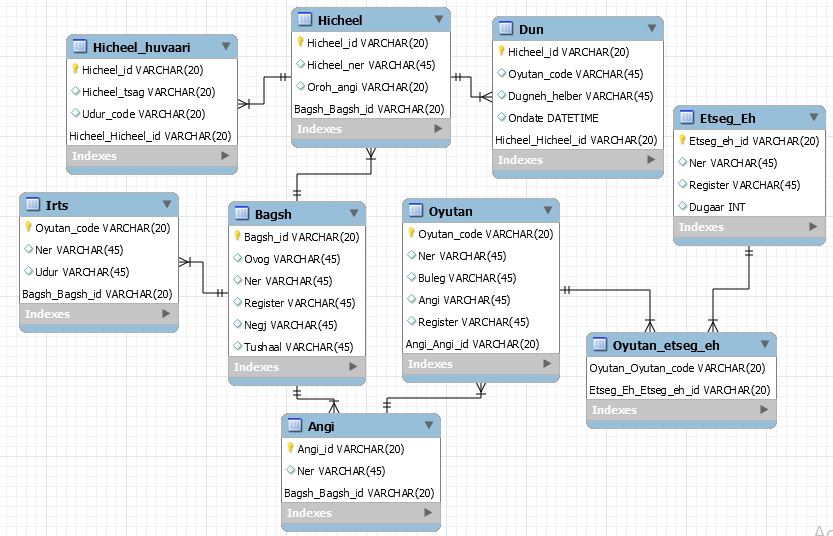 Hicheel_huvaari
Hicheel_id VARCHAR(20)
Hicheel_tsag VARCHAR(20)
Udur_code VARCHAR(20)
Hicheel_Hicheel_id VARCHAR(20)
Indexes
Hicheel
Hicheel_id VARCHAR(20)
Hicheel_ner VARCHAR(45)
Oroh_angi VARCHAR(20)
Bagsh_Bagsh_id VARCHAR(20)
Indexes
Dun
Hicheel_id VARCHAR(20)
Oyutan_code VARCHAR(45)
Dugneh_helber VARCHAR(45)
Ondate DATETIME
Hicheel_Hicheel_id VARCHAR(20)
Indexes
Etseg_Eh
Etseg_eh_id VARCHAR(20)
Ner VARCHAR(45)
Register VARCHAR(45)
Dugaar INT
Indexes
Irts
Oyutan_code VARCHAR(20)
Ner VARCHAR(45)
Udur VARCHAR(45)
Bagsh_Bagsh_id VARCHAR(20)
Indexes
Bagsh
Bagsh_id VARCHAR(20)
Ovog VARCHAR(45)
Ner VARCHAR(45)
Register VARCHAR(45)
Negj VARCHAR(45)
Tushaal VARCHAR(45)
Indexes
Oyutan
Oyutan_code VARCHAR(20)
Ner VARCHAR(45)
Buleg VARCHAR(45)
Angi VARCHAR(45)
Register VARCHAR(45)
Angi_Angi_id VARCHAR(20)
Indexes
Oyutan_etseg_eh
Oyutan_Oyutan_code VARCHAR(20)
Etseg_Eh_Etseg_eh_id VARCHAR(20)
Indexes
Angi
Angi_id VARCHAR(20)
Ner VARCHAR(45)
Bagsh_Bagsh_id VARCHAR(20)
Indexes